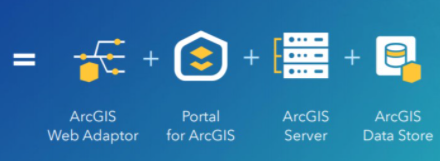 = + + +
ArcGIS Web Adaptor
Portal for ArcGIS
ArcGIS Server
ArcGIS Data Store